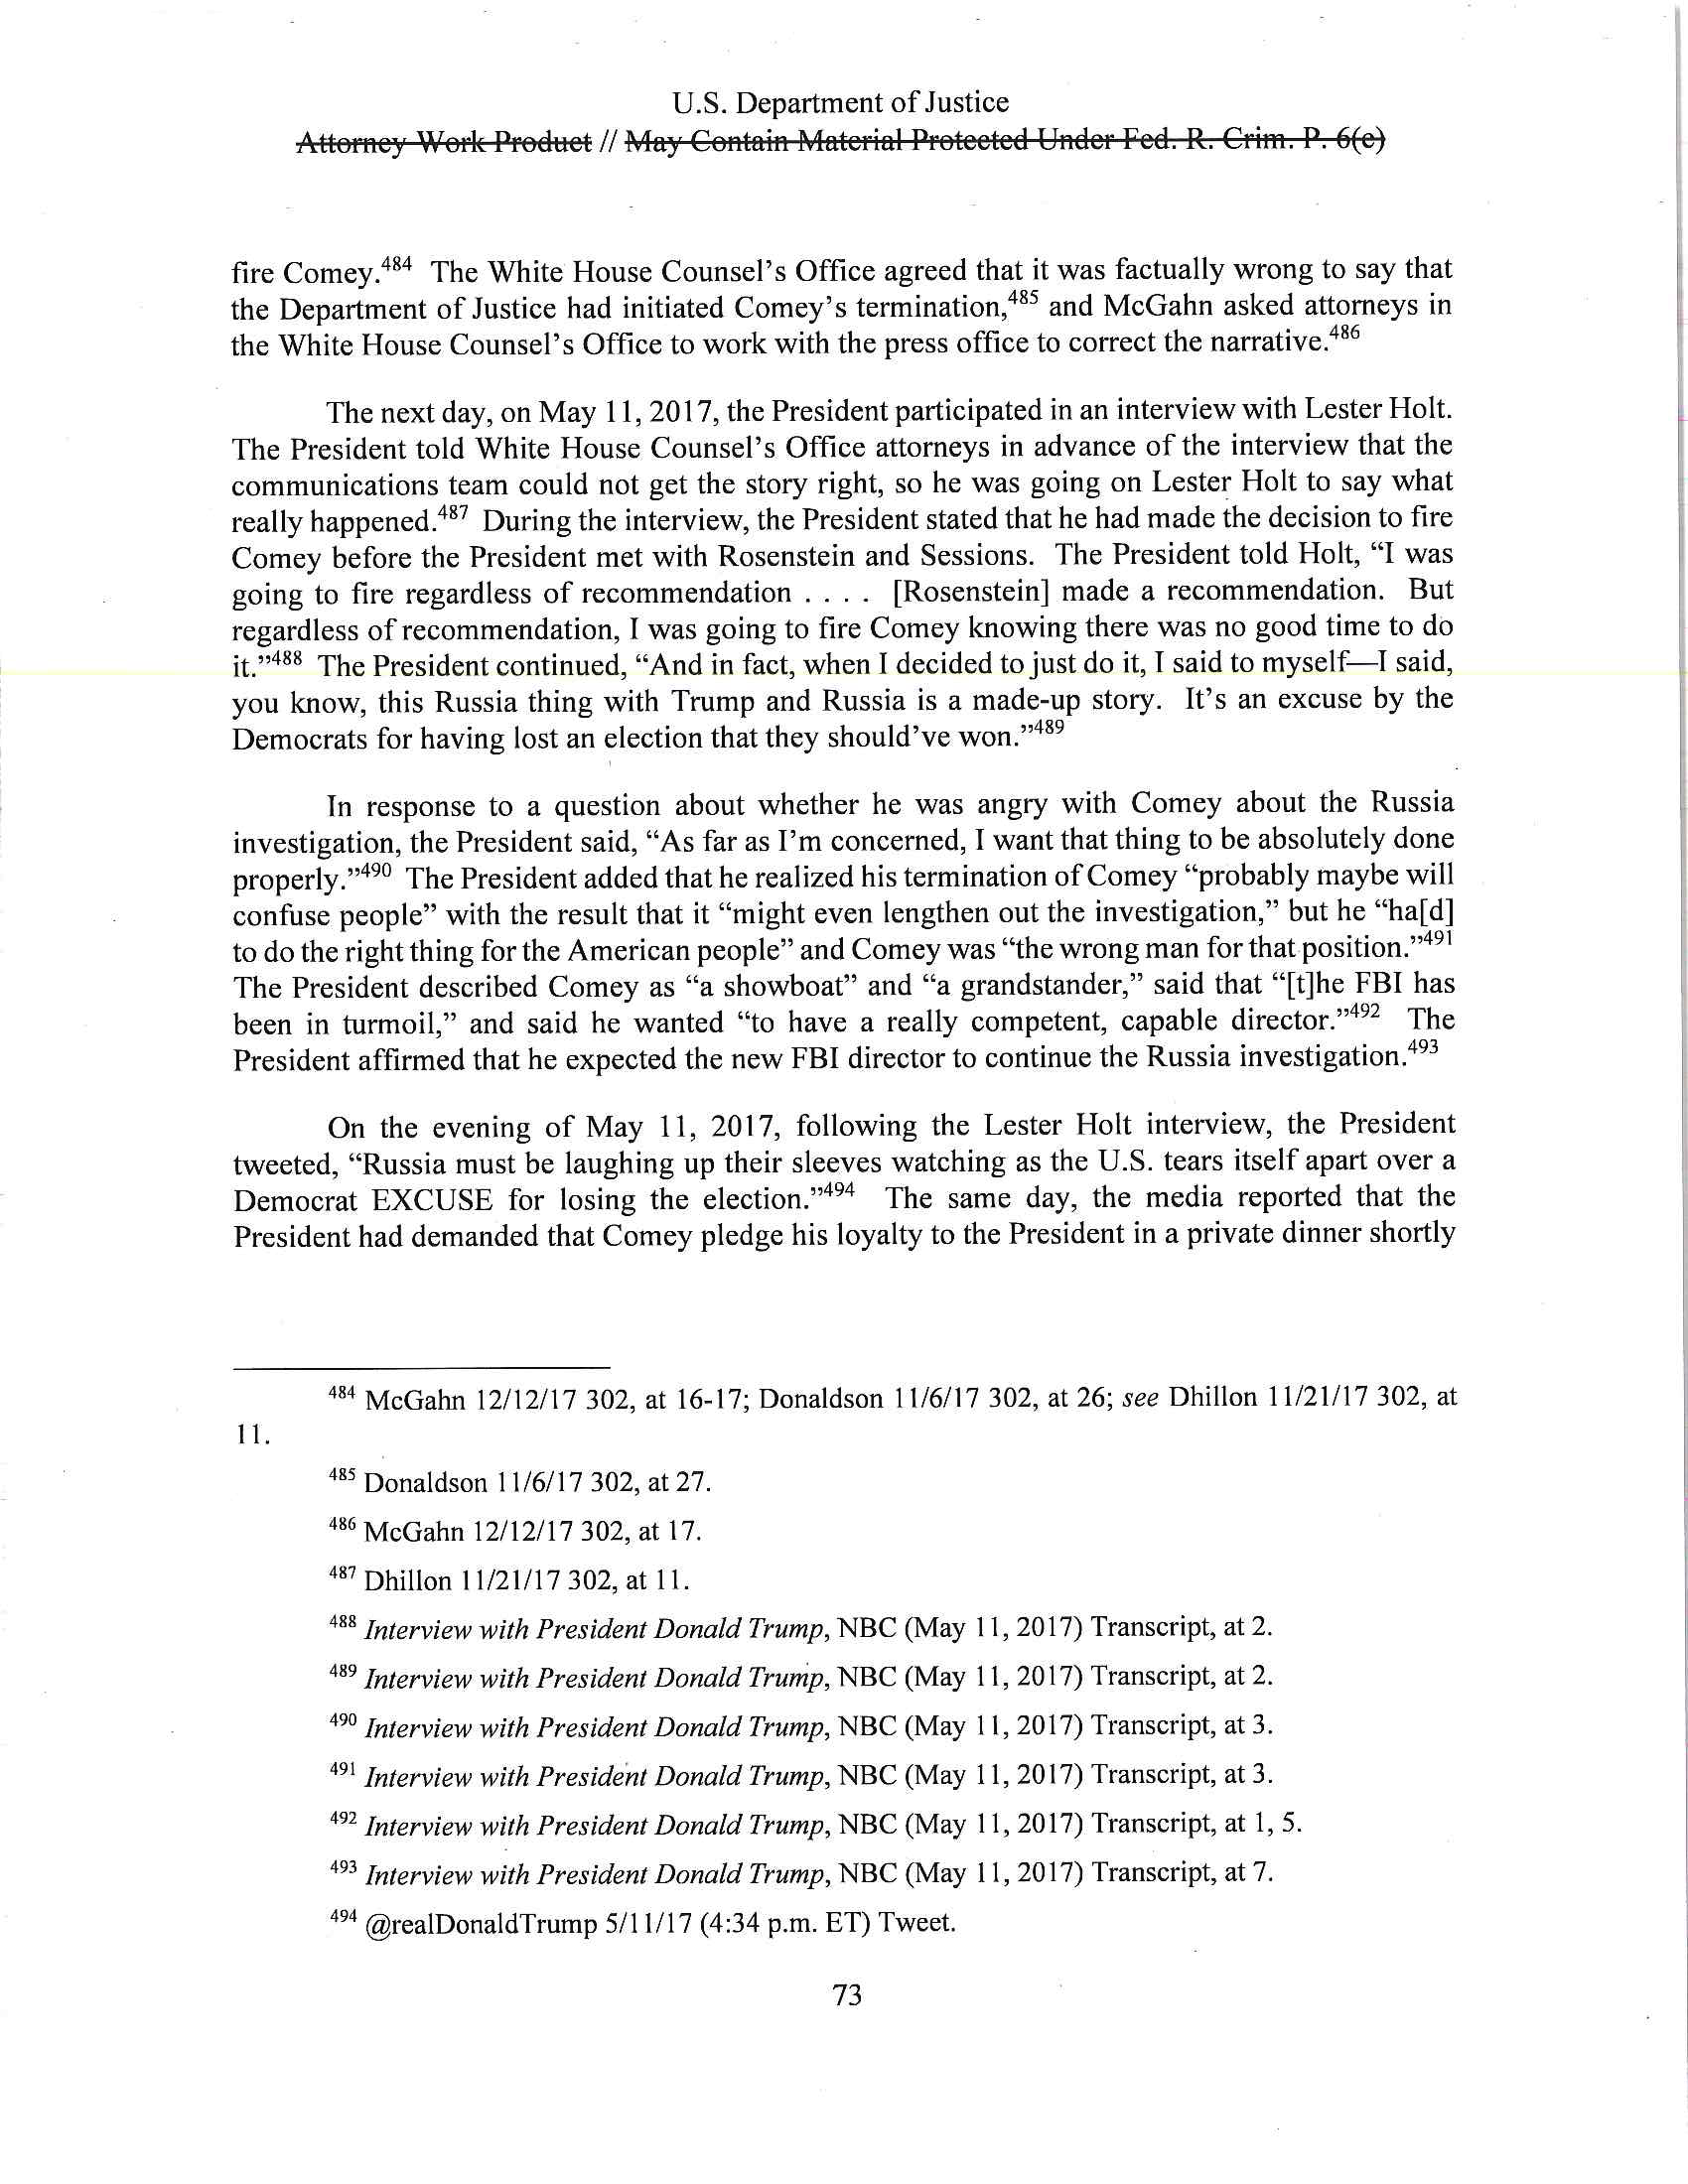 U.S. Department of Justice
Attorney Work Product // May Contain Material Protected Under Fed. R. Crim. P. 6(e)
fire Comey.484 The White House Counsel's Office agreed that it was factually wrong to say that
the Department of Justice had initiated Comey's termination,485 and McGahn asked attorneys in
the White House Counsel's Office to work with the press office to correct the narrative.486
The next day, on May 11, 2017, the President participated in an interview with Lester Holt.
The President told White House Counsel's Office attorneys in advance of the interview that the
communications team could not get the story right, so he was going on Lester Holt to say what
really happened.487 During the interview, the President stated that he had made the decision to fire
Comey before the President met with Rosenstein and Sessions. The President told Holt, “I was
going to fire regardless of recommendation . . . . [Rosenstein] made a recommendation. But
regardless of recommendation, I was going to fire Comey knowing there was no good time to do
it.”488 The President continued, “And in fact, when I decided to just do it, I said to myself—I said,
you know, this Russia thing with Trump and Russia is a made-up story. It's an excuse by the
Democrats for having lost an election that they should've won.”489
In response to a question about whether he was angry with Comey about the Russia
investigation, the President said, “As far as I'm concerned, I want that thing to be absolutely done
properly.”490 The President added that he realized his termination of Comey “probably maybe will
confuse people” with the result that it “might even lengthen out the investigation,” but he “ha[d]
to do the right thing for the American people” and Comey was “the wrong man for that position.”491
The President described Comey as “a showboat” and “a grandstander,” said that “[t]he FBI has
been in turmoil,” and said he wanted “to have a really competent, capable director.”492 The
President affirmed that he expected the new FBI director to continue the Russia investigation.493
On the evening of May 11, 2017, following the Lester Holt interview, the President
tweeted, “Russia must be laughing up their sleeves watching as the U.S. tears itself apart over a
Democrat EXCUSE for losing the election.”494 The same day, the media reported that the
President had demanded that Comey pledge his loyalty to the President in a private dinner shortly
484 McGahn 12/12/17 302, at 16-17; Donaldson 11/6/17 302, at 26; see Dhillon 11/21/17 302, at
11.
485 Donaldson 11/6/17 302, at 27.
486 McGahn 12/12/17 302, at 17.
487 Dhillon 11/21/17 302, at 11.
488 Interview with President Donald Trump, NBC (May 11, 2017) Transcript, at 2.
489 Interview with President Donald Trump, NBC (May 11, 2017) Transcript, at 2.
490 Interview with President Donald Trump, NBC (May 11, 2017) Transcript, at 3.
491 Interview with President Donald Trump, NBC (May 11, 2017) Transcript, at 3.
492 Interview with President Donald Trump, NBC (May 11, 2017) Transcript, at 1, 5.
493 Interview with President Donald Trump, NBC (May 11, 2017) Transcript, at 7.
494 @realDonaldTrump 5/11/17 (4:34 p.m. ET) Tweet.
73